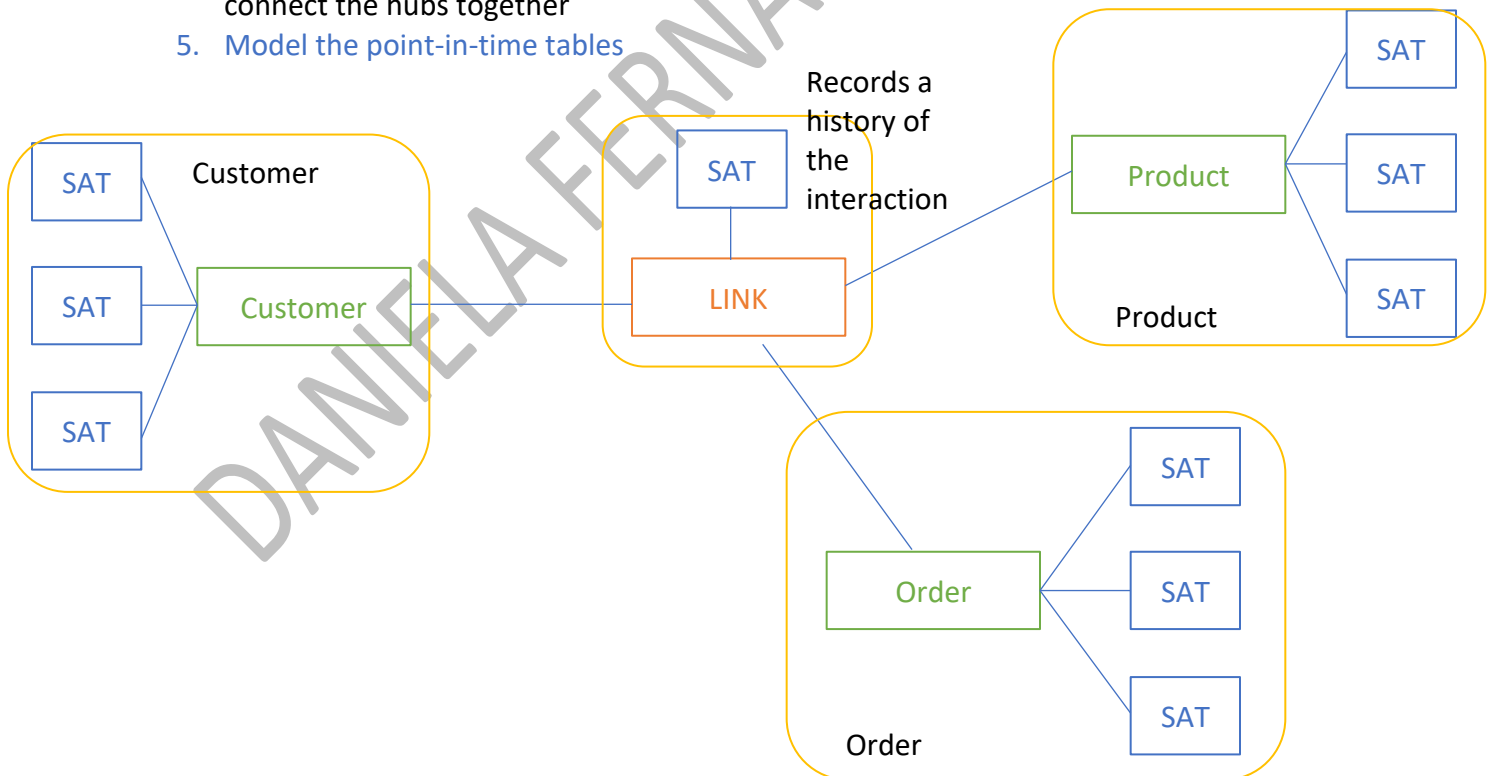 connect the hubs together
5. Model the point-in-time tables
Records a
history of
the
interaction
SAT
Customer
SAT
SAT
Customer
SAT
SAT
LINK
SAT
Product
SAT
SAT
Product
SAT
Order
SAT
SAT
Order
SAT
DANIELA FERNA